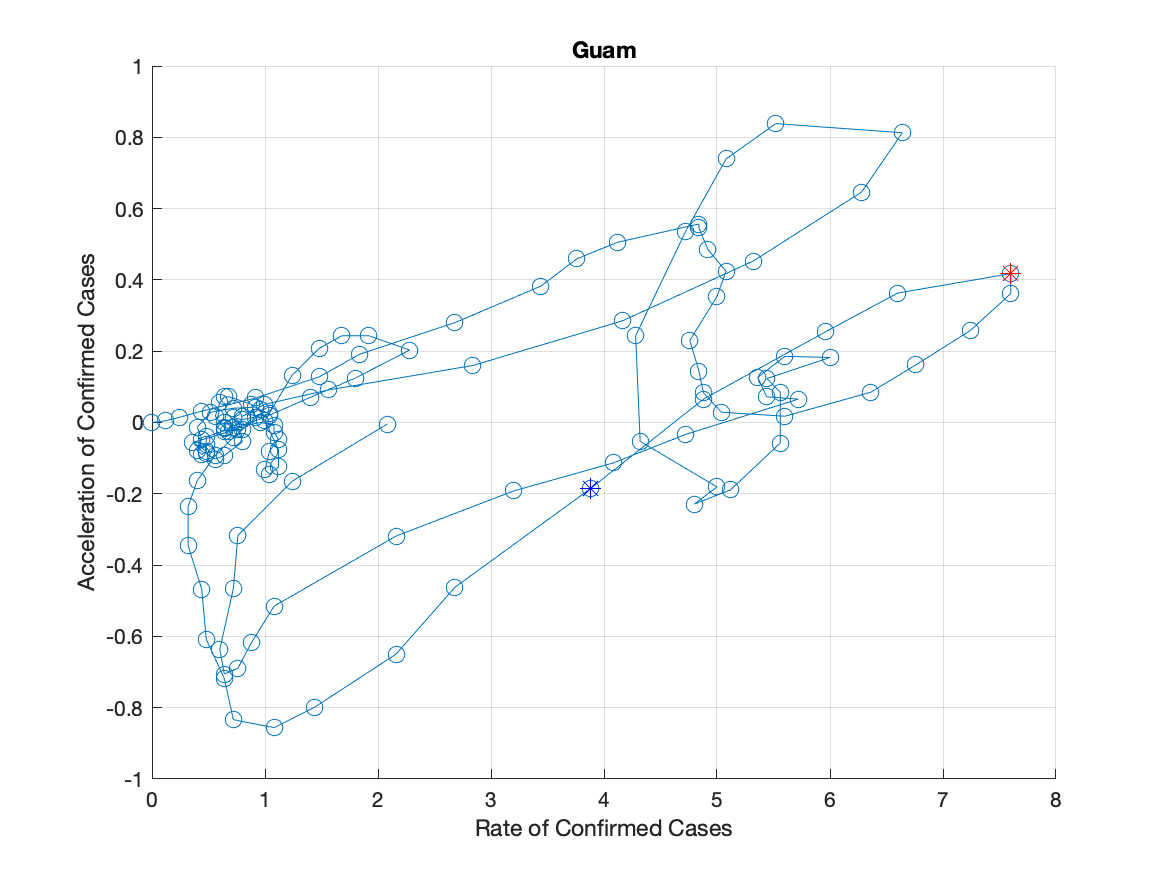 Guam
1
0.8
0.6
0.4
0.2
0
-0.2
-0.4
-0.6
-0.8
-1
Acceleration of Confirmed Cases
0 1 2 3 4 5 6 7 8
Rate of Confirmed Cases